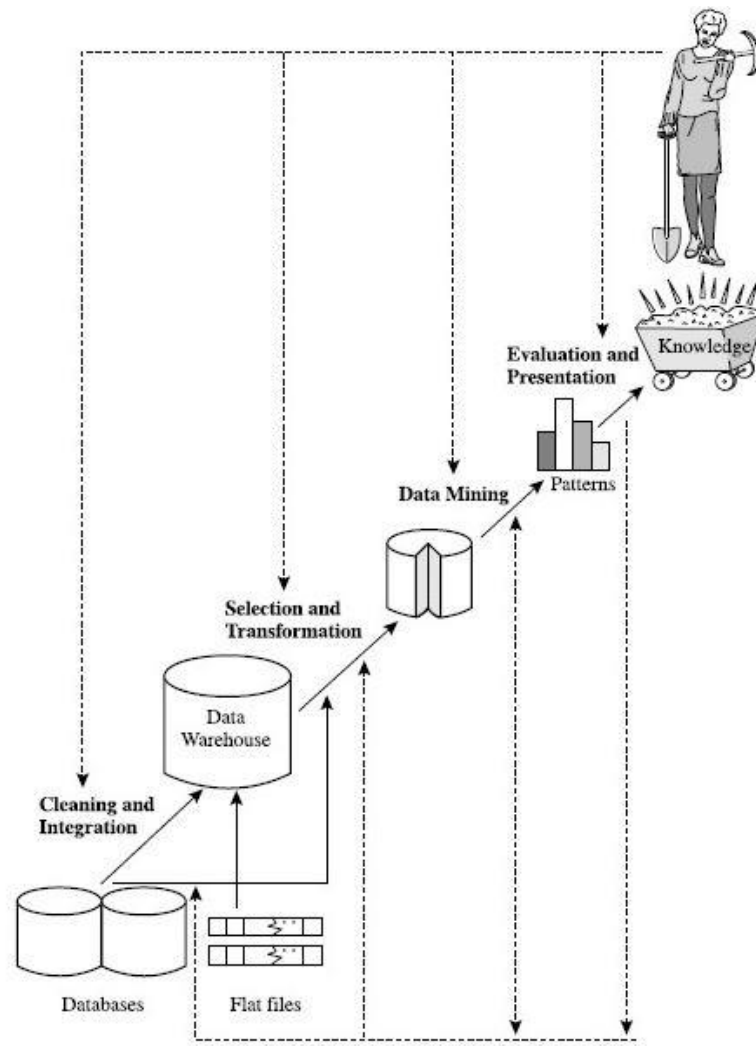 Knowledge
Evaluation and
Presentation
Patterns
Data Mining
Selection and
Transformation
Data
Warehouse
Cleaning and
Integration
Databases
Flat files